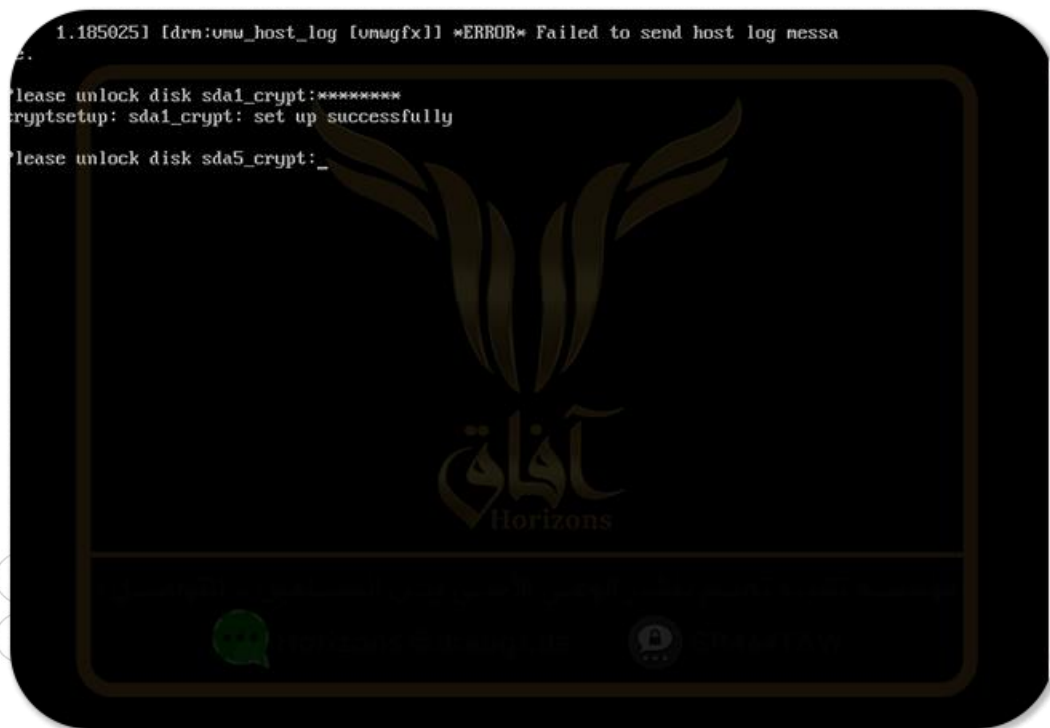 1.185025] [drm:vmw_host_log [vmwgfx]] *ERROR* Failed to send host log messa
e.
lease unlock disk sda1_crypt:********
cryptsetup: sda1_crypt: set up successfully
lease unlock disk sda5_crypt:_
آفاق
Horizons